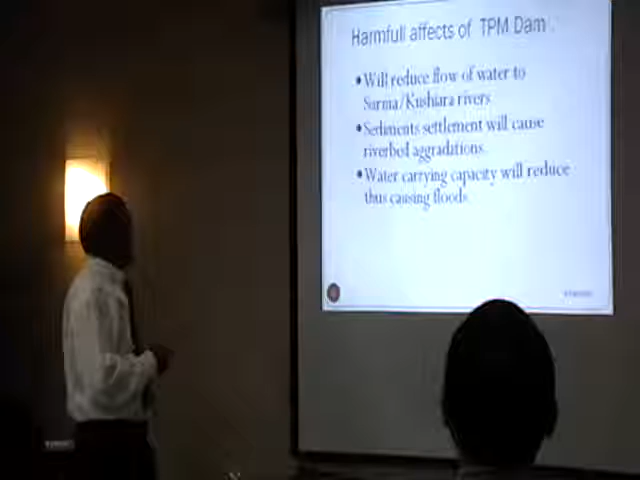 Harmfull affects of TPM Dam
•Will reduce flow of water to
Surma/Kushiara rivers
•Sediments settlement will cause
riverbed aggradations.
•Water carrying capacity will reduce
thus causing floods.